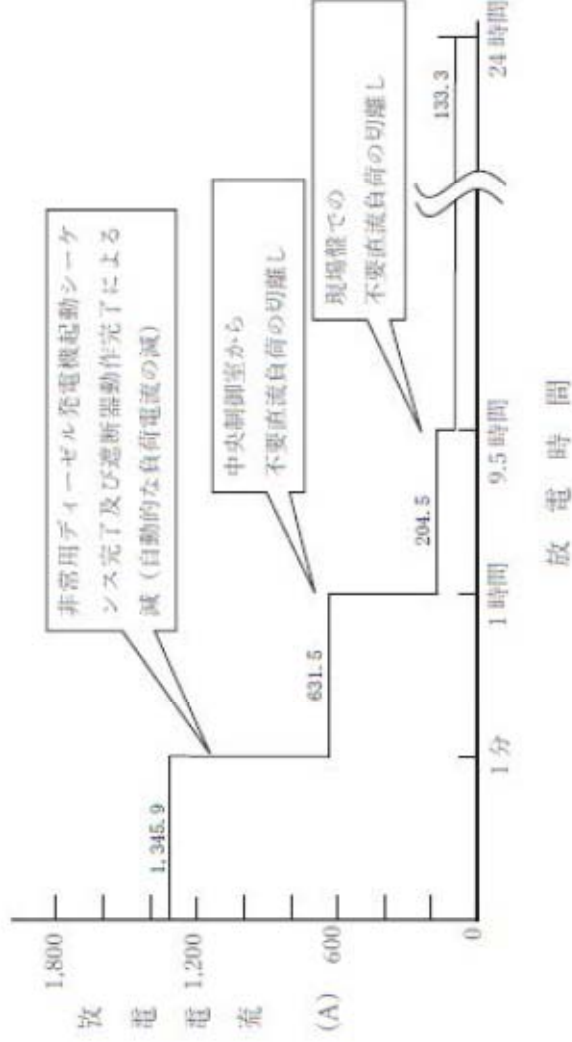 放電電流
(A)
1,800
1,200
600
0
1,345.9
631.5
204.5
133.3
非常用ディーゼル発電機起動シーケ
ンス完了及び遮断器動作完了による
減（自動的な負荷電流の減）
中央制御室から
不要直流負荷の切離し
現場盤での
不要直流負荷の切離し
1分
1時間
9.5時間
24時間
放電時間